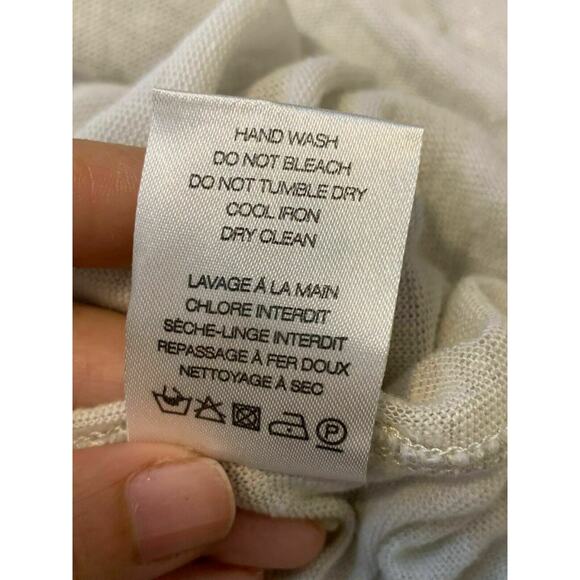 HAND WASH
DO NOT BLEACH
DO NOT TUMBLE DRY
COOL IRON
DRY CLEAN
LAVAGE À LA MAIN
CHLORE INTERDIT
SÈCHE-LINGE INTERDIT
REPASSAGE À FER DOUX
NETTOYAGE À SEC
P